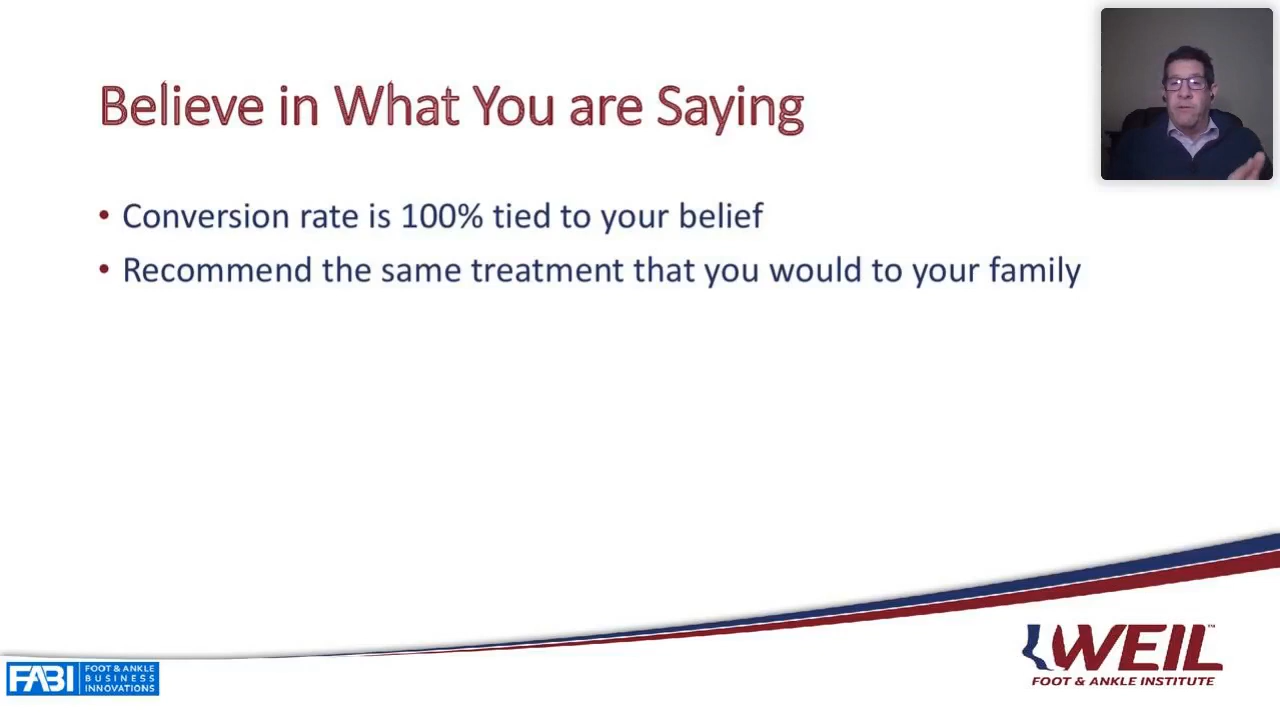 Believe in What You are Saying
• Conversion rate is 100% tied to your belief
• Recommend the same treatment that you would to your family
FABI
FOOT & ANKLE
BUSINESS
INNOVATIONS
WEIL™
FOOT & ANKLE INSTITUTE